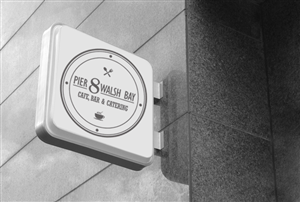 PIER 8 WALSH BAY
CAFE, BAR & CATERING